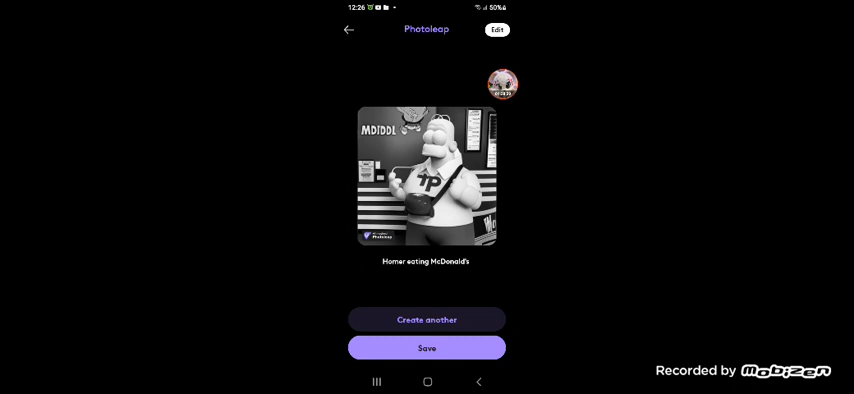 12:26
50%
Photoleap
Edit
MDIDDL
TP
Photoleap
Homer eating McDonald's
Create another
Save
Recorded by Mobizen